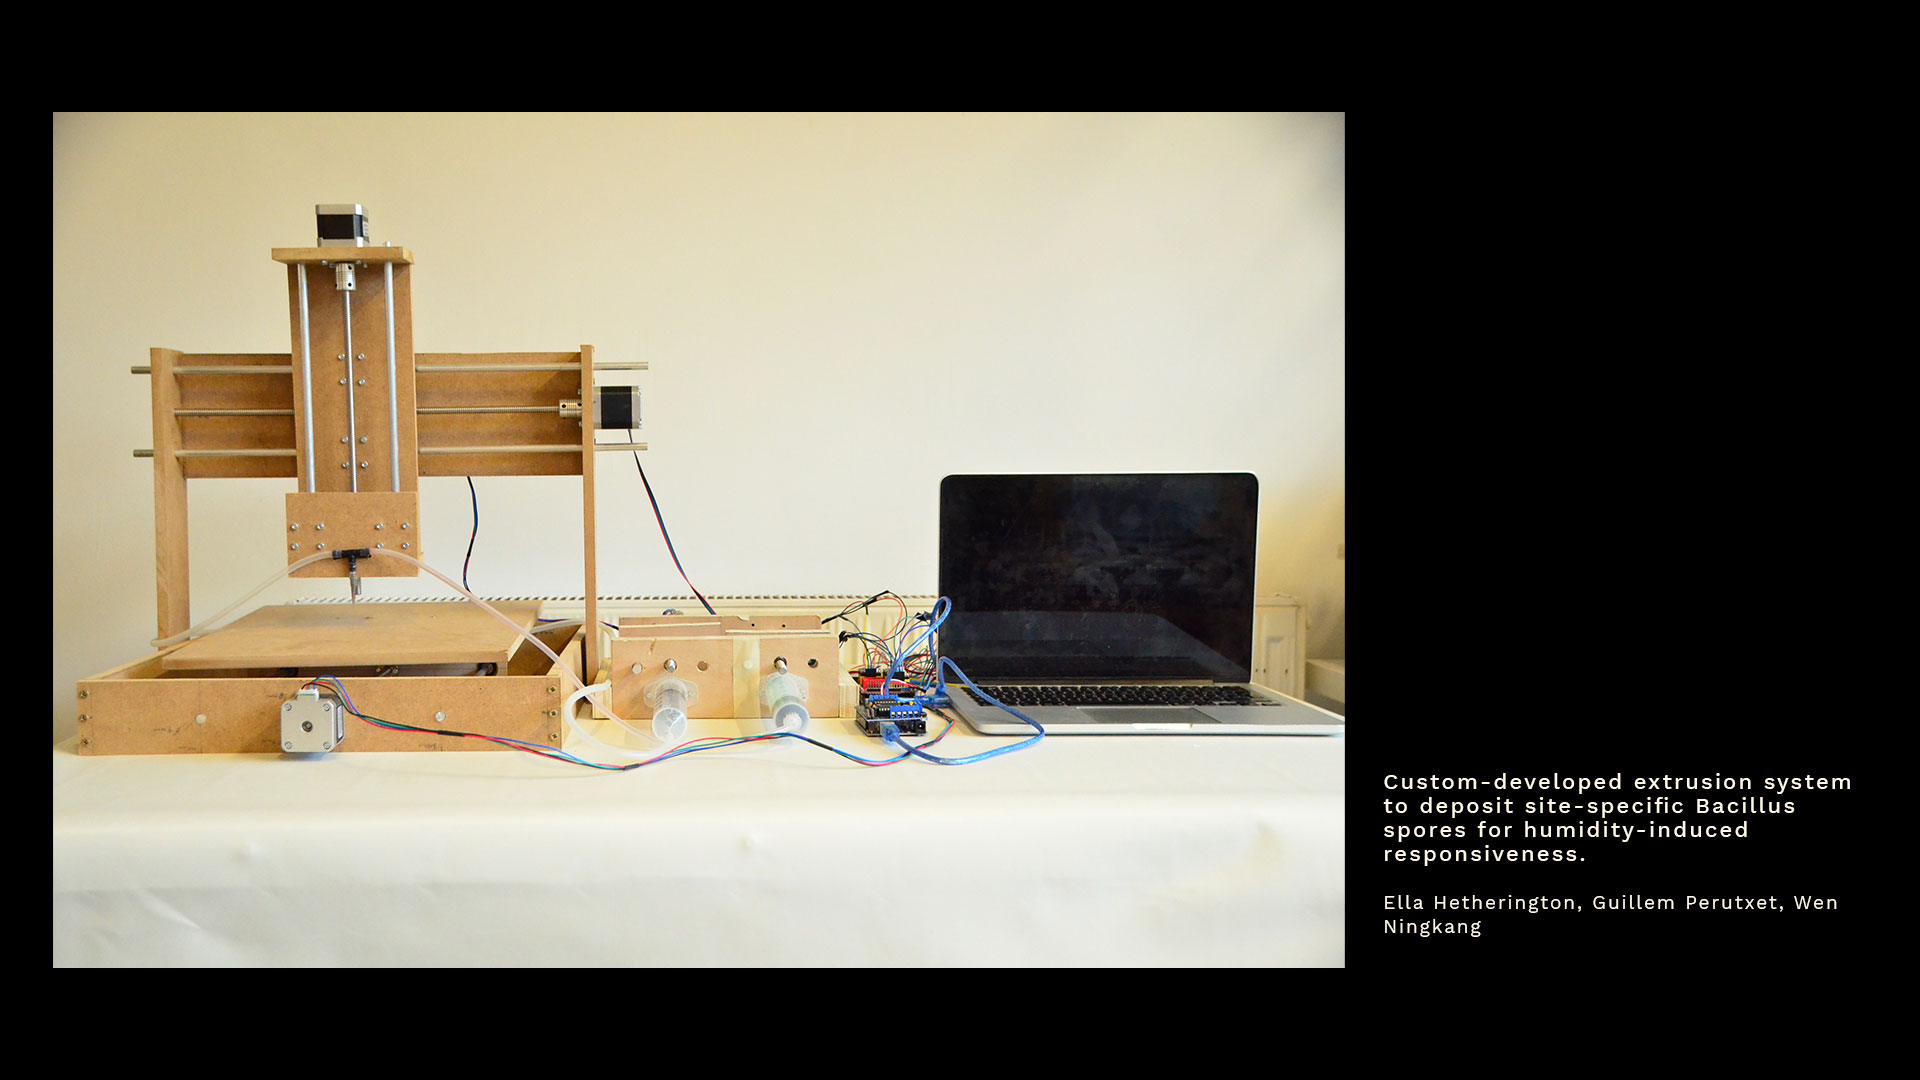 Custom-developed extrusion system
to deposit site-specific Bacillus
spores for humidity-induced
responsiveness.
Ella Hetherington, Guillem Perutxet, Wen
Ningkang